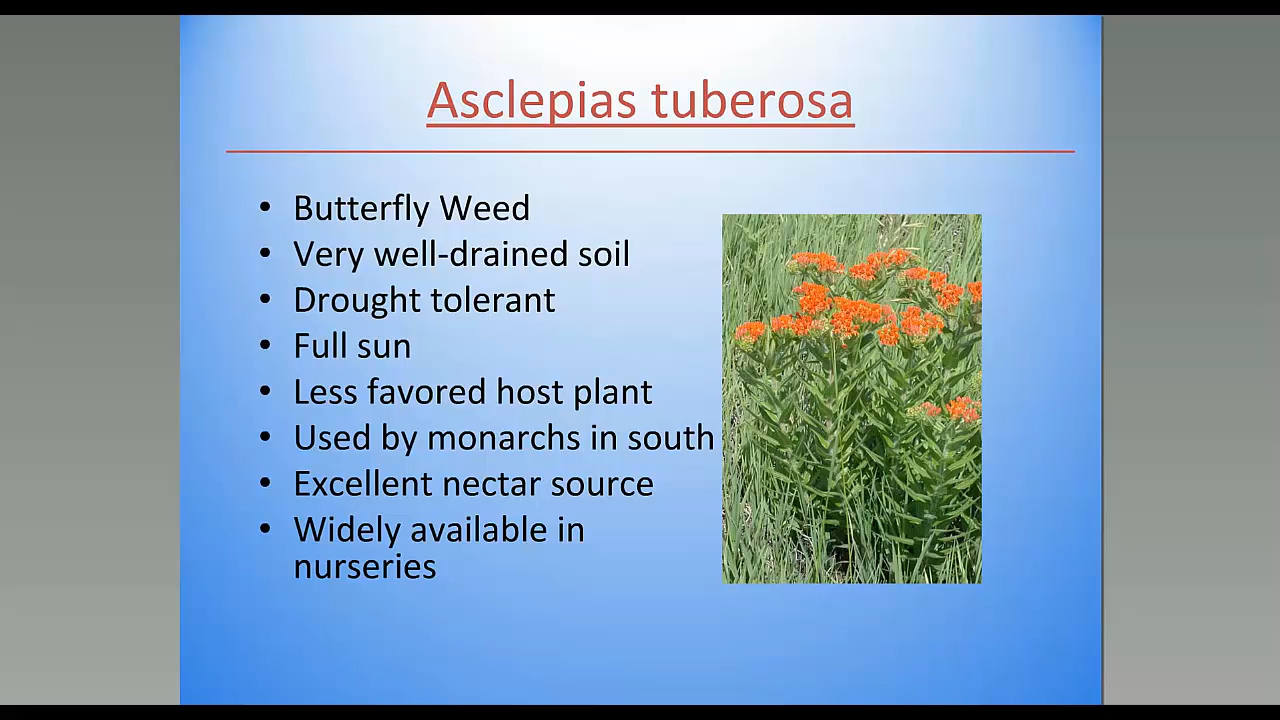 Asclepias tuberosa
• Butterfly Weed
• Very well-drained soil
• Drought tolerant
• Full sun
• Less favored host plant
• Used by monarchs in south
• Excellent nectar source
• Widely available in
nurseries